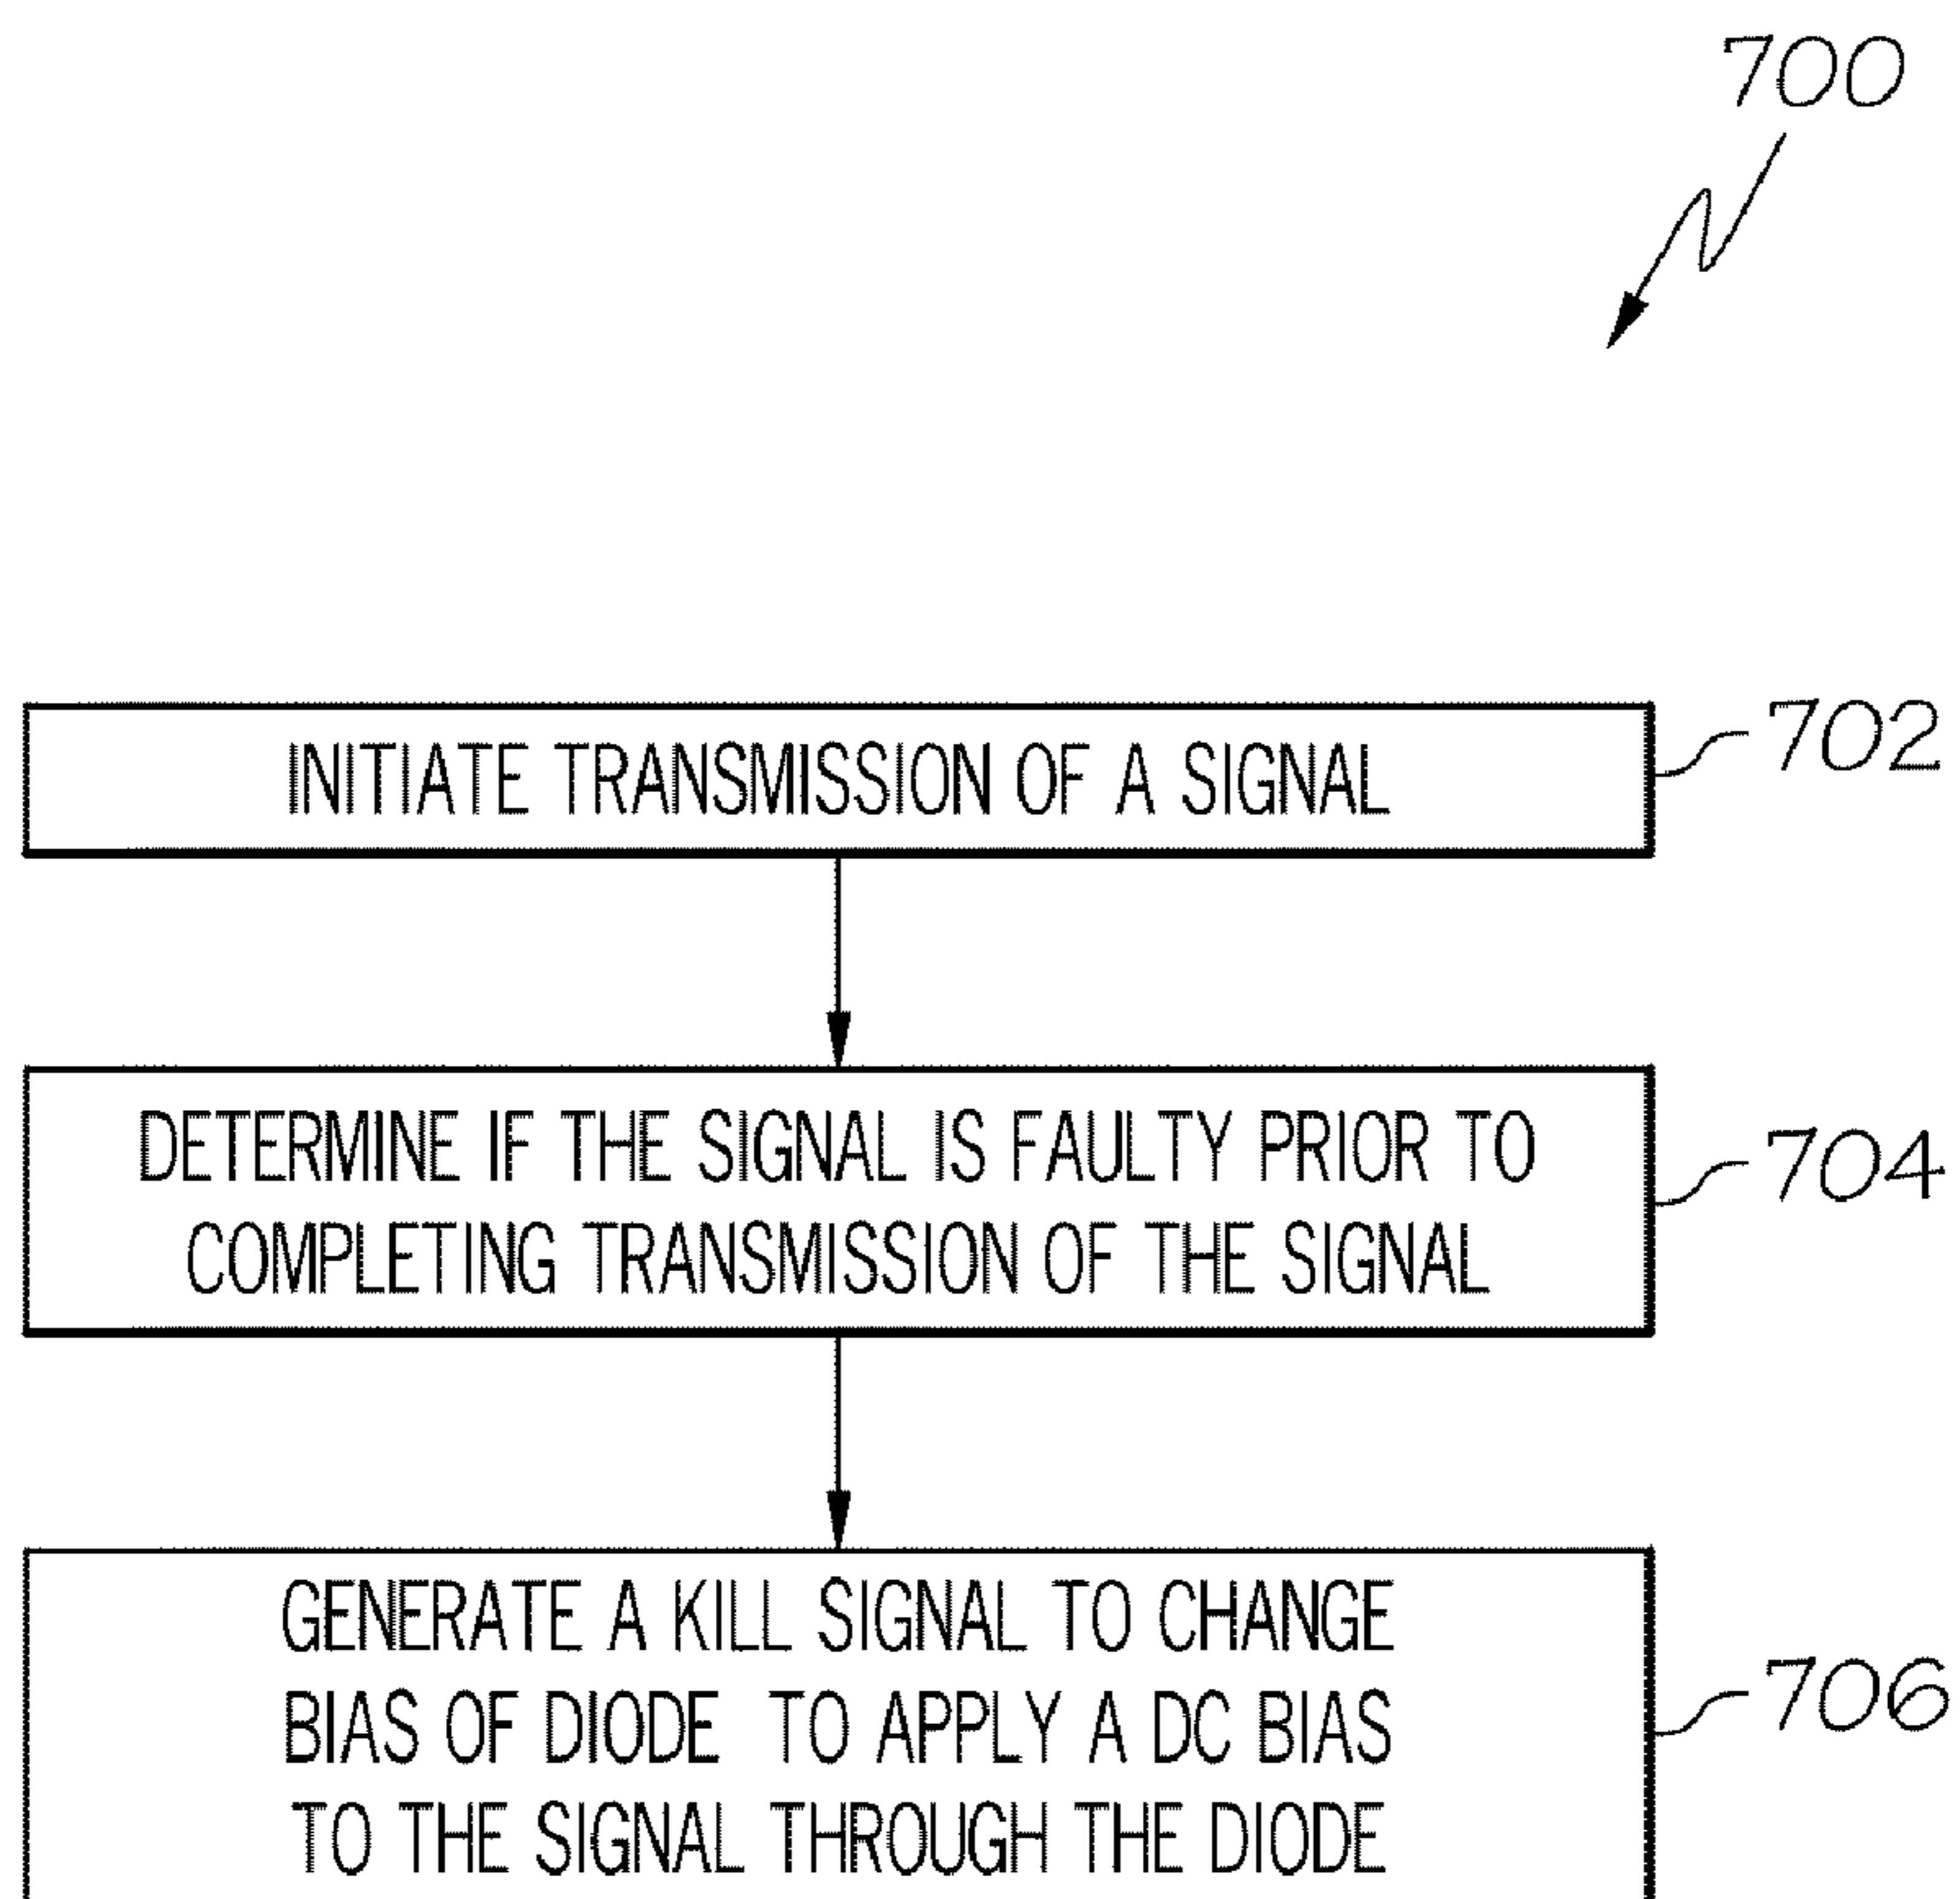 700
INITIATE TRANSMISSION OF A SIGNAL
702
DETERMINE IF THE SIGNAL IS FAULTY PRIOR TO
COMPLETING TRANSMISSION OF THE SIGNAL
704
GENERATE A KILL SIGNAL TO CHANGE
BIAS OF DIODE TO APPLY A DC BIAS
TO THE SIGNAL THROUGH THE DIODE
706